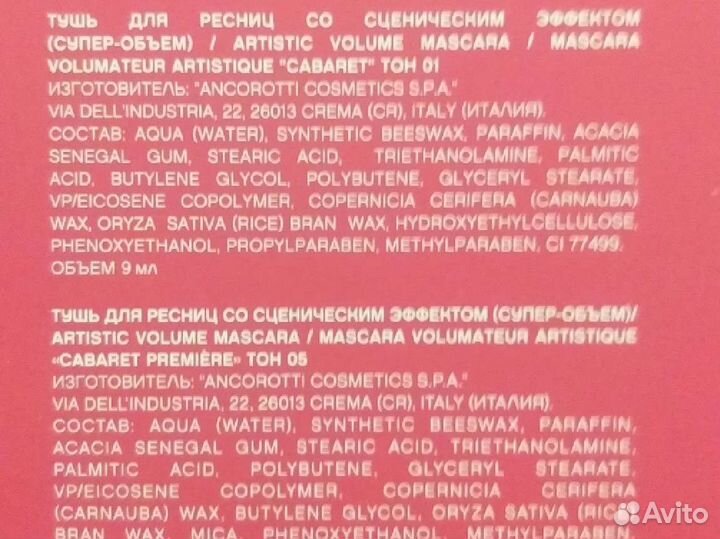 ТУШЬ ДЛЯ РЕСНИЦ СО СЦЕНИЧЕСКИМ ЭФФЕКТОМ
(СУПЕР-ОБЪЕМ) / ARTISTIC VOLUME MASCARA / MASCARA
VOLUMATEUR ARTISTIQUE "CABARET" ТОН 01
ИЗГОТОВИТЕЛЬ: "ANCOROTTI COSMETICS S.P.A."
VIA DELL'INDUSTRIA, 22, 26013 CREMA (CR), ITALY (ИТАЛИЯ).
СОСТАВ: AQUA (WATER), SYNTHETIC BEESWAX, PARAFFIN, ACACIA
SENEGAL GUM, STEARIC ACID, TRIETHANOLAMINE, PALMITIC
ACID, BUTYLENE GLYCOL, POLYBUTENE, GLYCERYL STEARATE,
VP/EICOSENE COPOLYMER, COPERNICIA CERIFERA (CARNAUBA)
WAX, ORYZA SATIVA (RICE) BRAN WAX, HYDROXYETHYLCELLULOSE,
PHENOXYETHANOL, PROPYLPARABEN, METHYLPARABEN, CI 77499.
ОБЪЕМ 9 мл
ТУШЬ ДЛЯ РЕСНИЦ СО СЦЕНИЧЕСКИМ ЭФФЕКТОМ (СУПЕР-ОБЪЕМ)/
ARTISTIC VOLUME MASCARA / MASCARA VOLUMATEUR ARTISTIQUE
«CABARET PREMIÈRE» ТОН 05
ИЗГОТОВИТЕЛЬ: "ANCOROTTI COSMETICS S.P.A."
VIA DELL'INDUSTRIA, 22, 26013 CREMA (CR), ITALY (ИТАЛИЯ).
СОСТАВ: AQUA (WATER), SYNTHETIC BEESWAX, PARAFFIN,
ACACIA SENEGAL GUM, STEARIC ACID, TRIETHANOLAMINE,
PALMITIC ACID, POLYBUTENE, GLYCERYL STEARATE,
VP/EICOSENE COPOLYMER, COPERNICIA CERIFERA
(CARNAUBA) WAX, BUTYLENE GLYCOL, ORYZA SATIVA (RICE)
BRAN WAX, MICA, PHENOXYETHANOL, METHYLPARABEN,
Avito